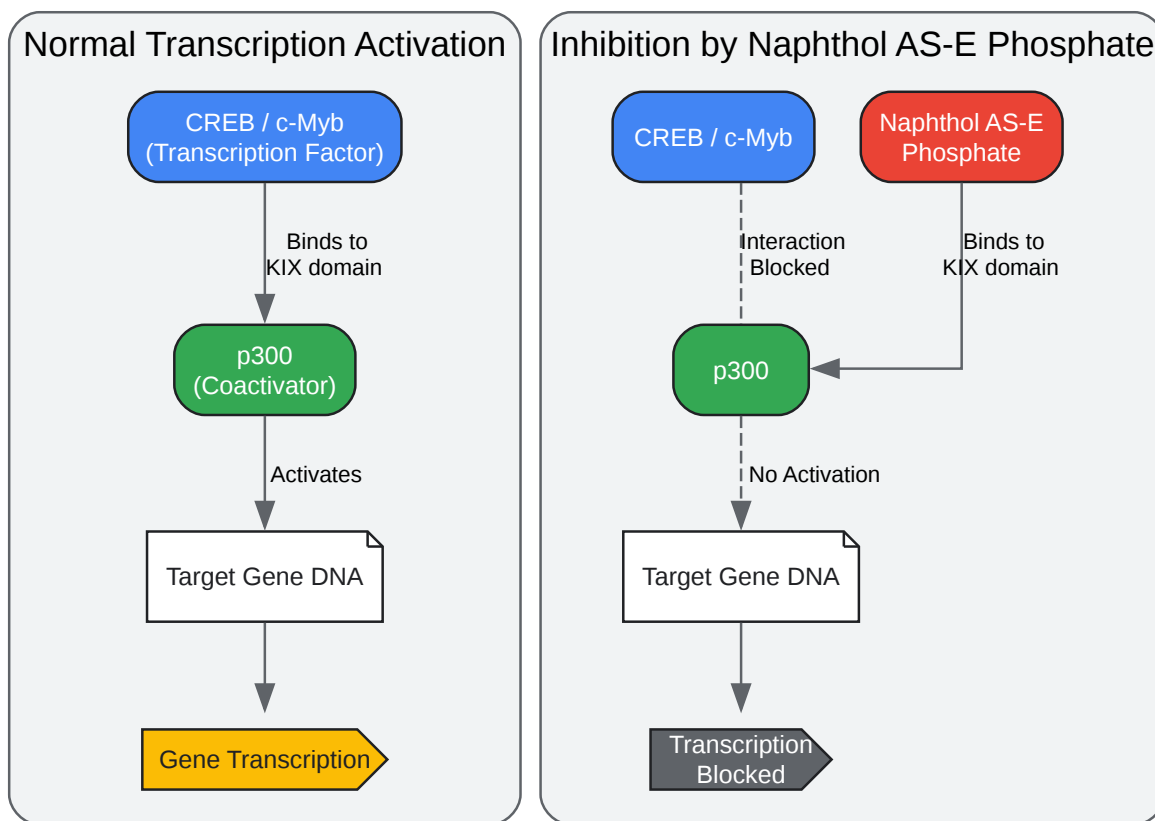 Normal Transcription Activation
CREB / c-Myb
(Transcription Factor)
Binds to
KIX domain
p300
(Coactivator)
Activates
Target Gene DNA
Gene Transcription
Inhibition by Naphthol AS-E Phosphate
CREB / c-Myb
Naphthol AS-E
Phosphate
Interaction
Blocked
Binds to
KIX domain
p300
No Activation
Target Gene DNA
Transcription
Blocked